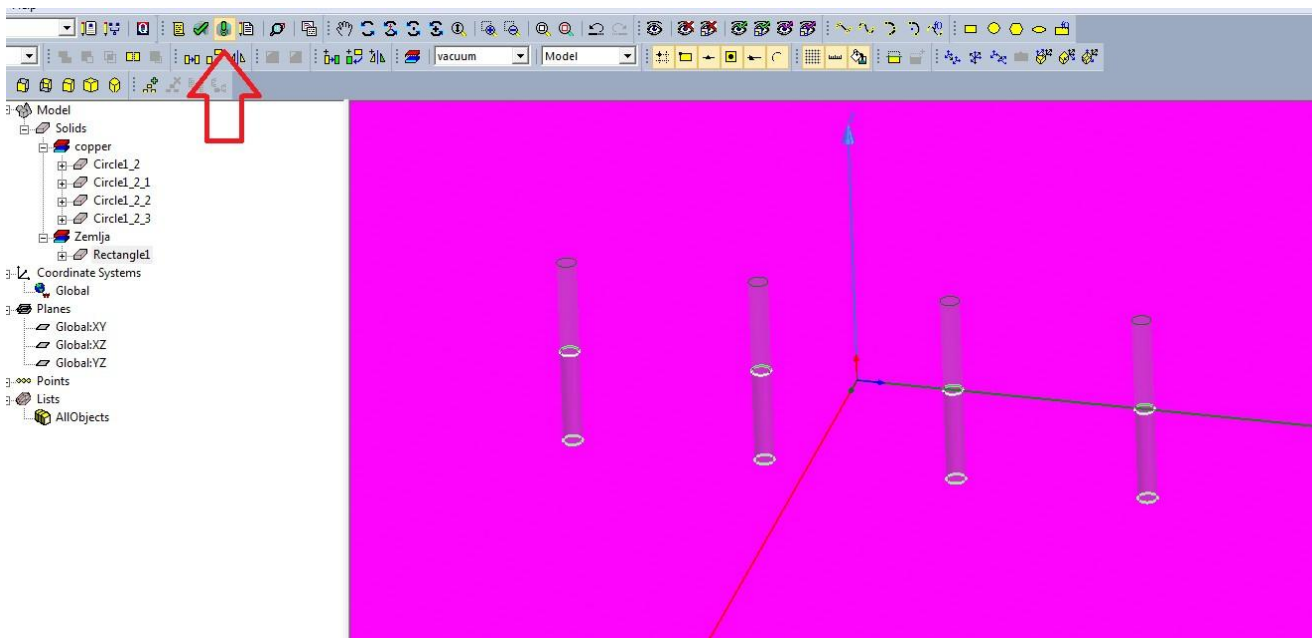 vacuum
Model
Model
Solids
copper
Circle1_2
Circle1_2_1
Circle1_2_2
Circle1_2_3
Zemlja
Rectangle1
Coordinate Systems
Global
Planes
Global:XY
Global:XZ
Global:YZ
Points
Lists
AllObjects